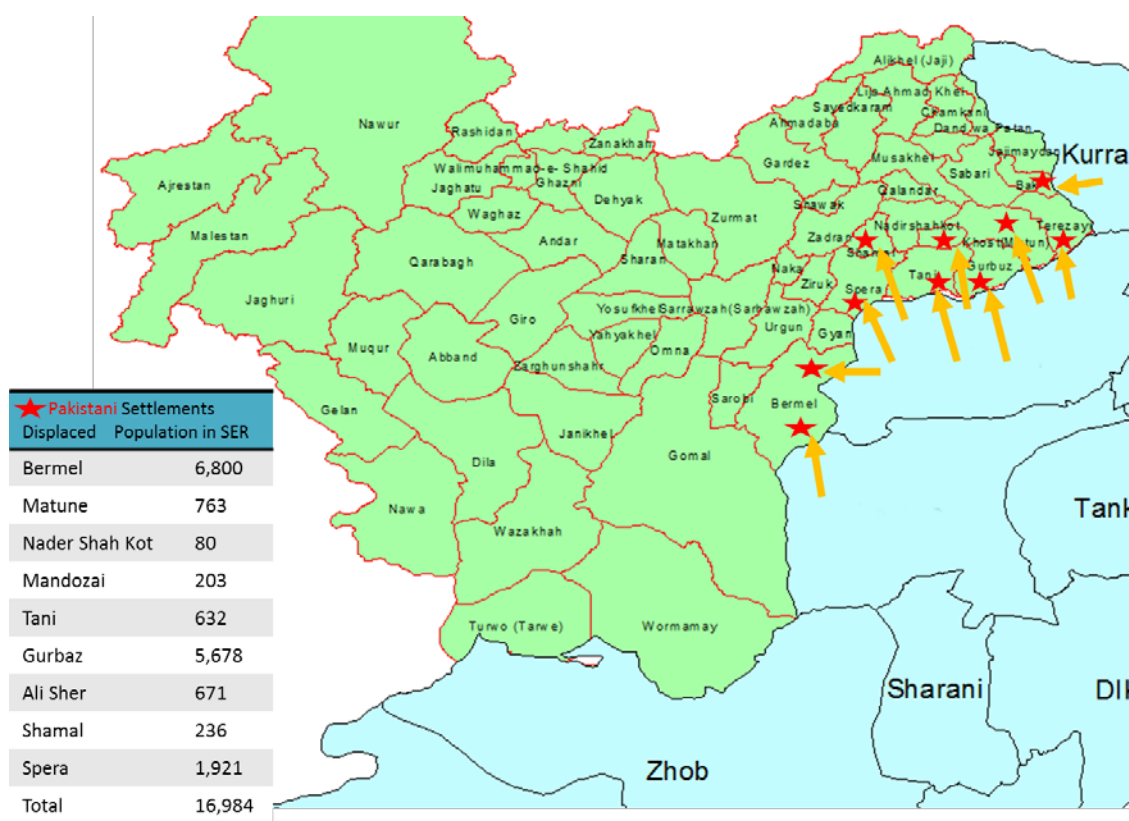 Alikhel (Jaji)
Lija Ahmad Khel
Sayedkaram
Chamkani
Ahmadaba
Dand wa Patan
Nawur
Rashidan
Zanakhan
Jajimaydan
Kurra
Gardez
Musakhel
Walimuhammad-e- Shahid
Ghazni
Sabari
Ajrestan
Jaghatu
Bak
Dehyak
Qalandar
Waghaz
Shawak
Zurmat
Malestan
Andar
Matakhan
Zadran
Nadirshahkot
Terezayi
Khost(Matun)
Sharan
Shamal
Qarabagh
Naka
Tani
Gurbuz
Jaghuri
Ziruk
Spera
Giro
Yosufkhel
Sarrawzah(Sarbawzah)
Urgun
Gyan
Muqur
Abband
Yahyakhel
Omna
Zarghunshahr
Sarobi
Bermel
Gelan
Janikhel
Gomal
Dila
Nawa
Tank
Wazakhah
Turwo (Tarwe)
Wormamay
Sharani
DIK
Zhob
Pakistani Settlements
Displaced Population in SER
Bermel 6,800
Matune 763
Nader Shah Kot 80
Mandozai 203
Tani 632
Gurbaz 5,678
Ali Sher 671
Shamal 236
Spera 1,921
Total 16,984